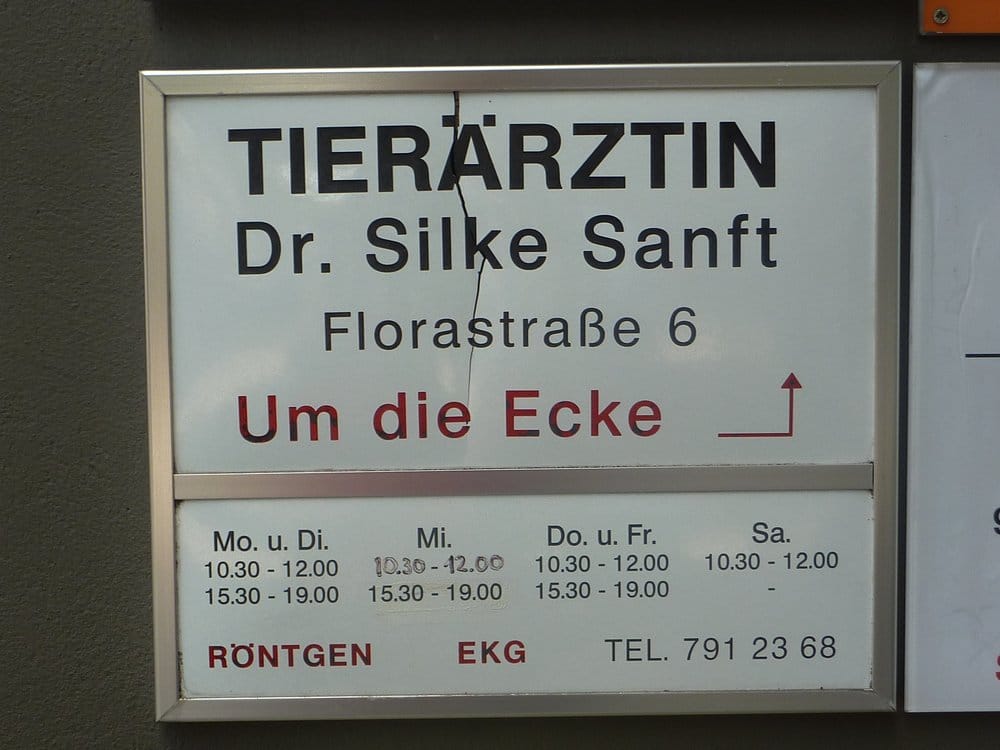 TIERÄRZTIN
Dr. Silke Sanft
Florastraße 6
Um die Ecke
Mo. u. Di. Mi. Do. u. Fr. Sa.
10.30 - 12.00 10.30 - 12.00 10.30 - 12.00 10.30 - 12.00
15.30 - 19.00 15.30 - 19.00 15.30 - 19.00 -
RÖNTGEN EKG TEL. 791 23 68